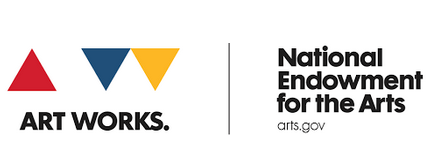 ART WORKS.
National
Endowment
for the Arts
arts.gov